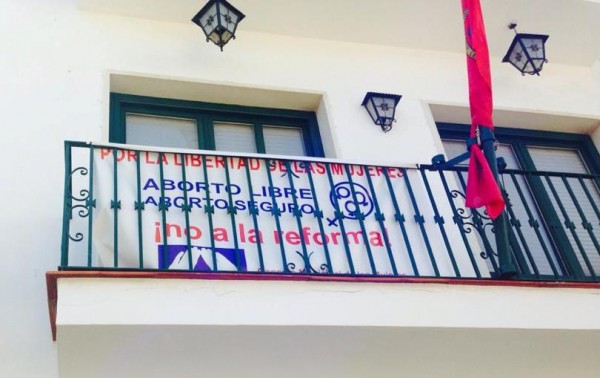 POR LA LIBERTAD DE LAS MUJERES
ABORTO LIBRE
ABORTO SEGURO
¡no a la reforma!